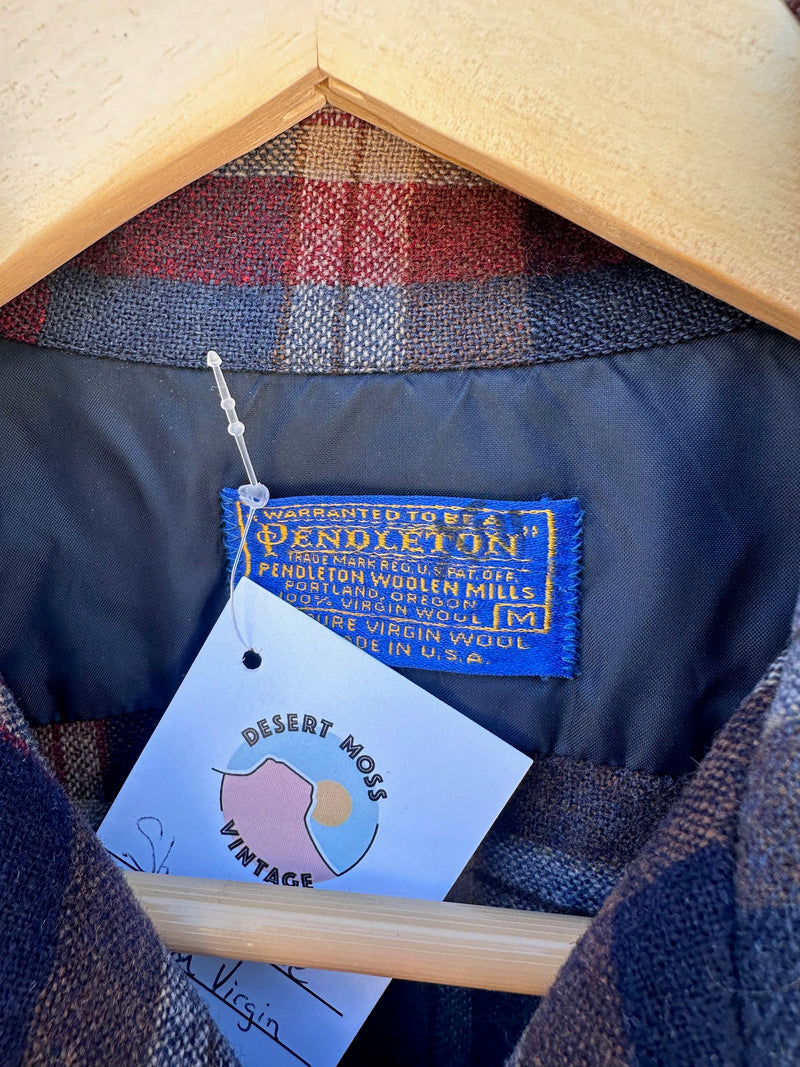 "WARRANTED TO BE A
PENDLETON"
TRADE MARK REG. U.S. PAT. OFF.
PENDLETON WOOLEN MILLS
PORTLAND, OREGON
100% VIRGIN WOOL M
PURE VIRGIN WOOL
MADE IN U.S.A.
DESERT MOSS
VINTAGE
Virgin